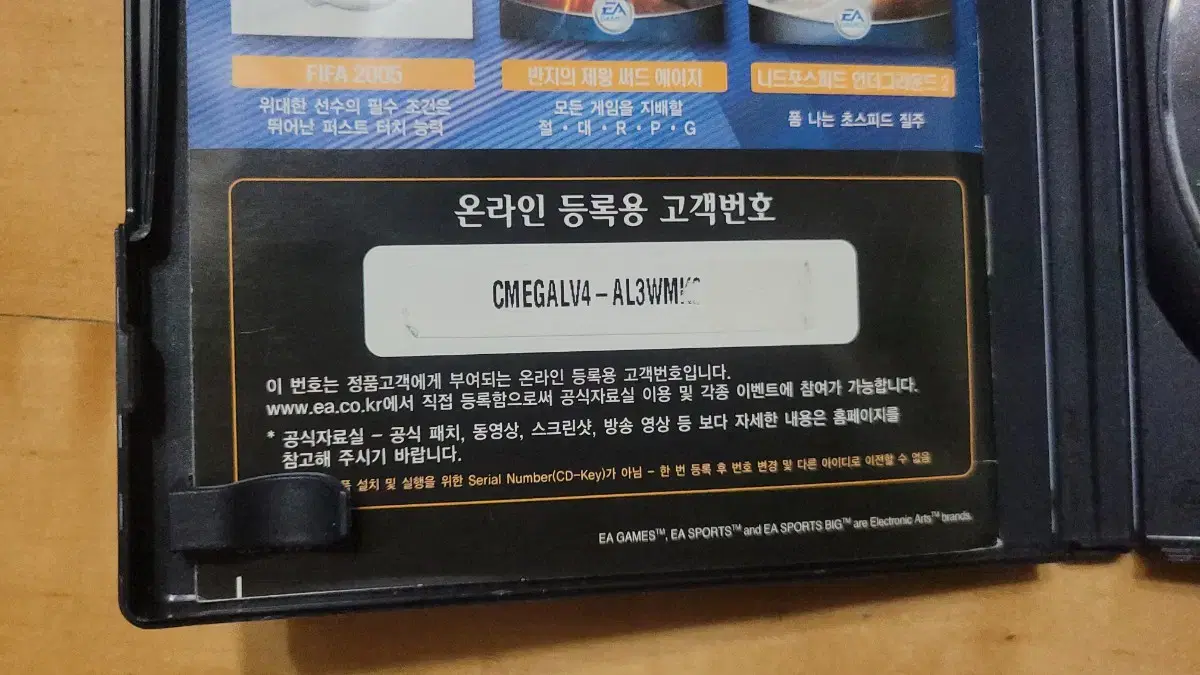 EA
EA
FIFA 2005
반지의 제왕 써드 에이지
니드포스피드 언더그라운드 2
위대한 선수의 필수 조건은
뛰어난 퍼스트 터치 능력
모든 게임을 지배할
절·대·R·P·G
폼 나는 초스피드 질주
온라인 등록용 고객번호
CMEGALV4-AL3WM
이 번호는 정품고객에게 부여되는 온라인 등록용 고객번호입니다.
www.ea.co.kr에서 직접 등록함으로써 공식자료실 이용 및 각종 이벤트에 참여가 가능합니다.
* 공식자료실 - 공식 패치, 동영상, 스크린샷, 방송 영상 등 보다 자세한 내용은 홈페이지를
참고해 주시기 바랍니다.
설치 및 실행을 위한 Serial Number(CD-Key)가 아님 - 한 번 등록 후 번호 변경 및 다른 아이디로 이전할 수 없음
EA GAMES™, EA SPORTS™ and EA SPORTS BIG™ are Electronic Arts™ brands.